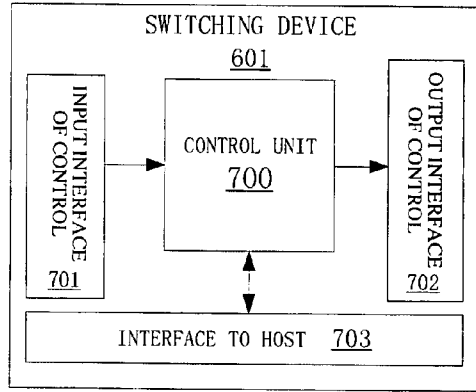 SWITCHING DEVICE
601
INPUT INTERFACE
OF CONTROL
701
CONTROL UNIT
700
OUTPUT INTERFACE
OF CONTROL
702
INTERFACE TO HOST 703